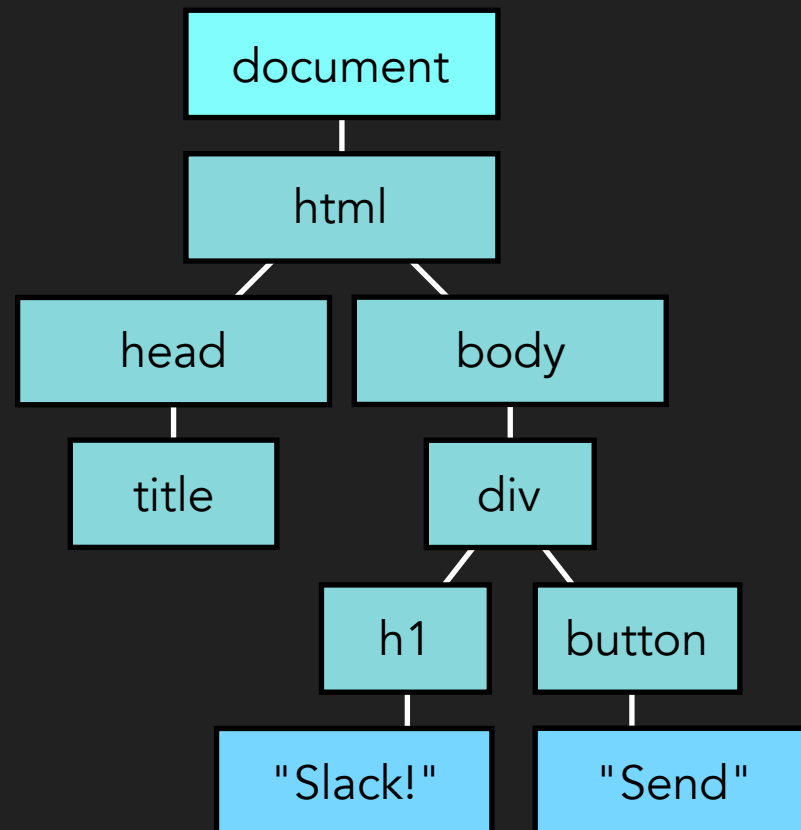 document
html
head
body
title
div
h1
button
"Slack!"
"Send"